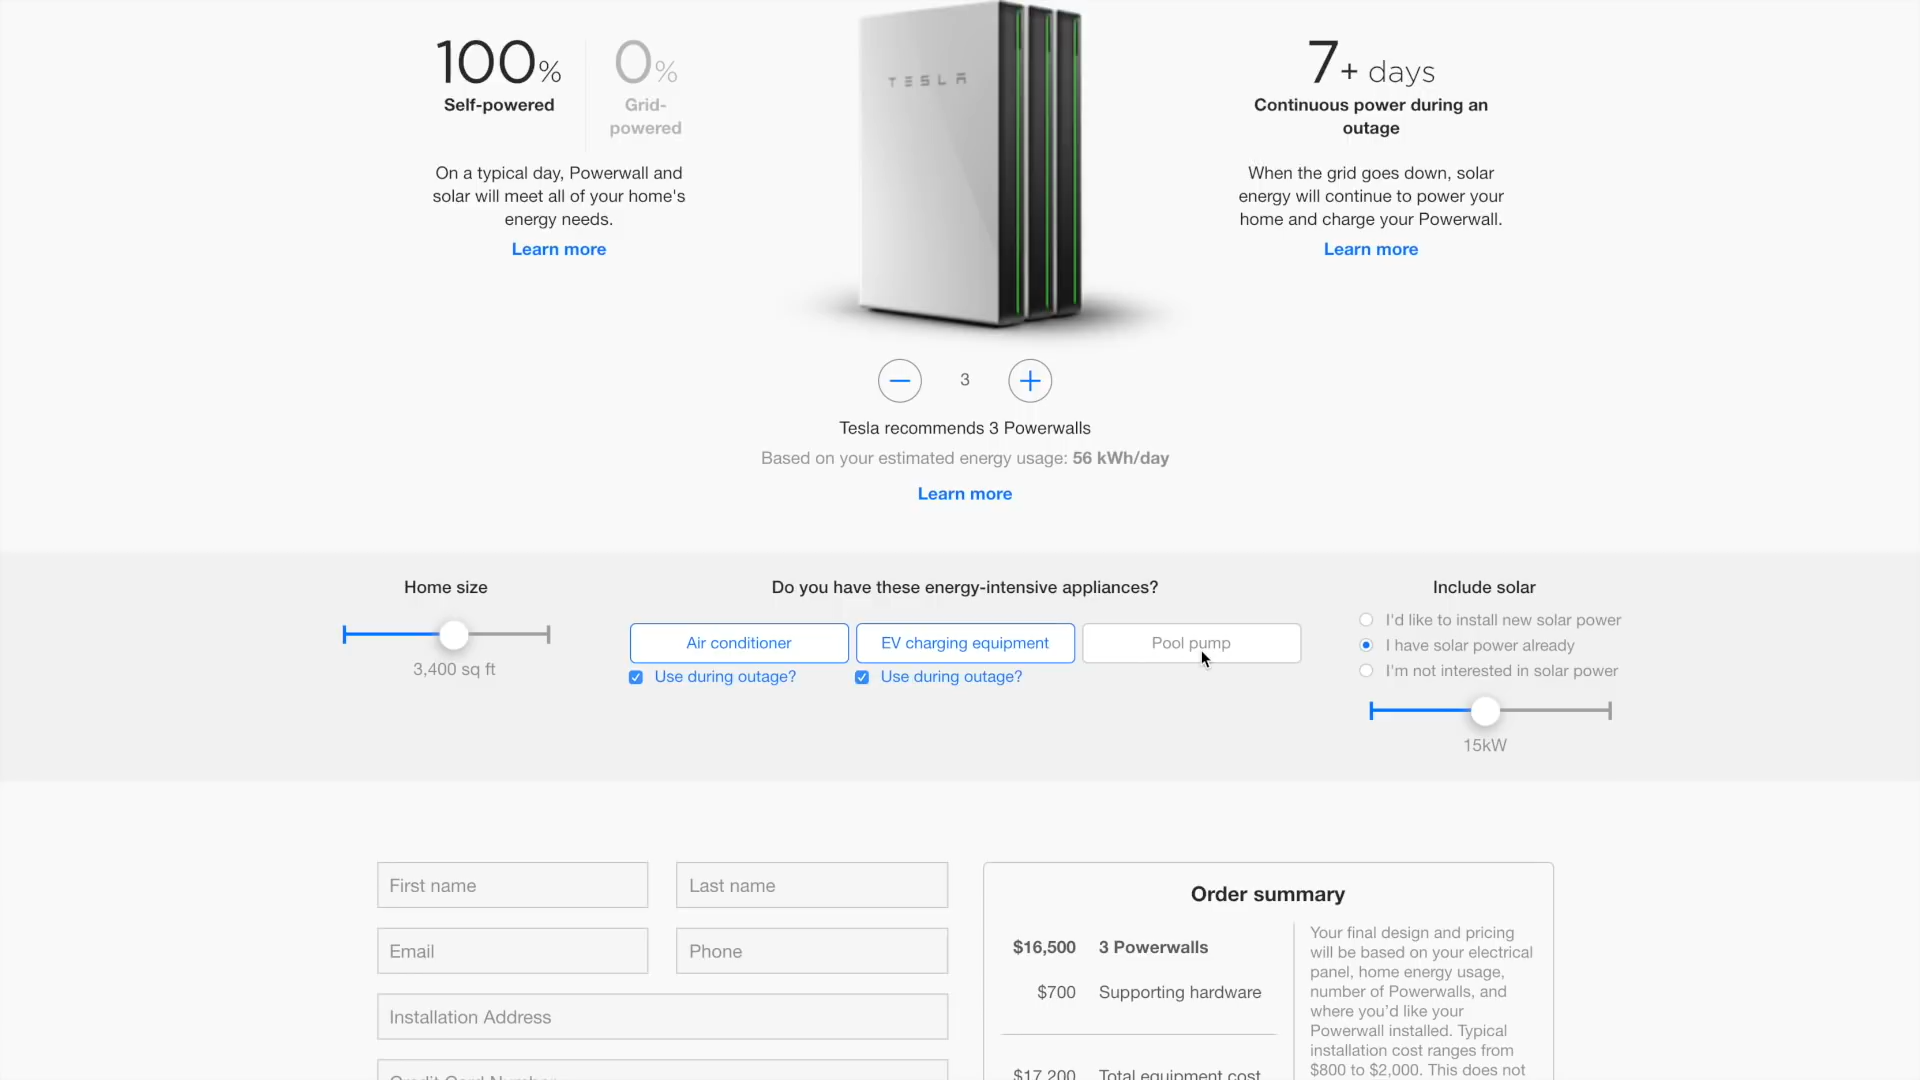 100%
Self-powered
0%
Grid-
powered
On a typical day, Powerwall and
solar will meet all of your home's
energy needs.
Learn more
TESLA
7+ days
Continuous power during an
outage
When the grid goes down, solar
energy will continue to power your
home and charge your Powerwall.
Learn more
3
Tesla recommends 3 Powerwalls
Based on your estimated energy usage: 56 kWh/day
Learn more
Home size
3,400 sq ft
Do you have these energy-intensive appliances?
Air conditioner
Use during outage?
EV charging equipment
Use during outage?
Pool pump
Include solar
I'd like to install new solar power
I have solar power already
I'm not interested in solar power
15kW
First name
Last name
Email
Phone
Installation Address
Credit Card Number
Order summary
$16,500 3 Powerwalls
$700 Supporting hardware
$17,200 Total equipment cost
Your final design and pricing
will be based on your electrical
panel, home energy usage,
number of Powerwalls, and
where you’d like your
Powerwall installed. Typical
installation cost ranges from
$800 to $2,000. This does not